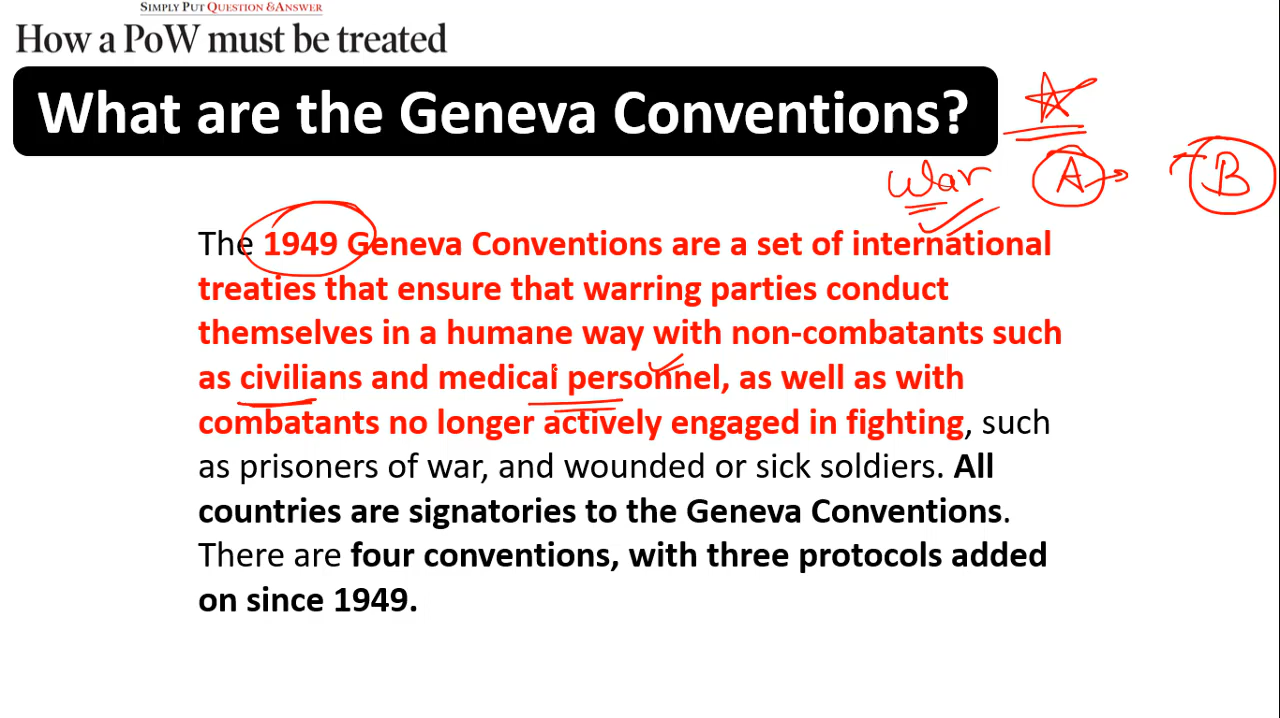 SIMPLY PUT QUESTION &ANSWER
How a PoW must be treated
What are the Geneva Conventions?
War A B
The 1949 Geneva Conventions are a set of international
treaties that ensure that warring parties conduct
themselves in a humane way with non-combatants such
as civilians and medical personnel, as well as with
combatants no longer actively engaged in fighting, such
as prisoners of war, and wounded or sick soldiers. All
countries are signatories to the Geneva Conventions.
There are four conventions, with three protocols added
on since 1949.